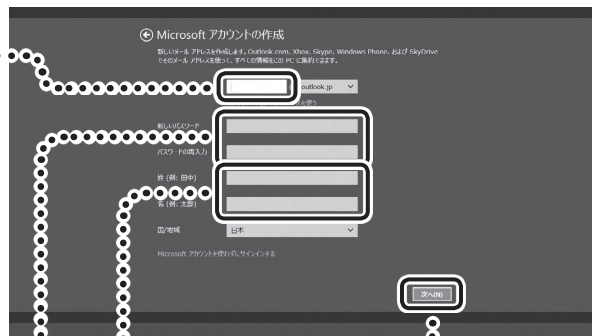 Microsoft アカウントの作成
新しいメール アドレスを作成します。Outlook.com、Xbox、Skype、Windows Phone、および SkyDrive
でそのメール アドレスを使って、すべての情報をこの PC に集約できます。
outlook.jp
を使う
新しいパスワード
パスワードの再入力
姓 (例: 田中)
名 (例: 太郎)
国/地域
日本
Microsoft アカウントを使わずにサインインする
次へ(N)